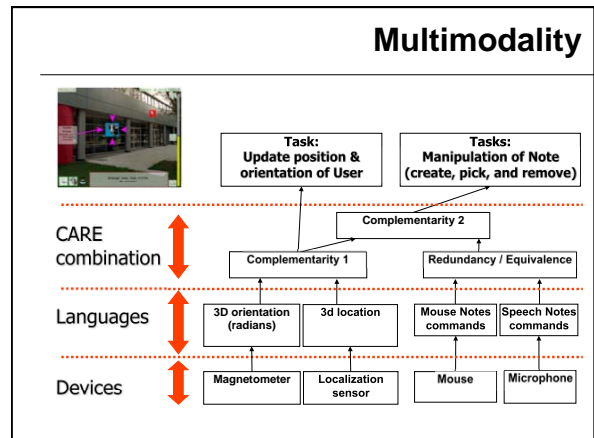 Multimodality
Task:
Update position &
orientation of User
Tasks:
Manipulation of Note
(create, pick, and remove)
CARE
combination
Complementarity 2
Complementarity 1
Redundancy / Equivalence
Languages
3D orientation
(radians)
3d location
Mouse Notes
commands
Speech Notes
commands
Devices
Magnetometer
Localization
sensor
Mouse
Microphone